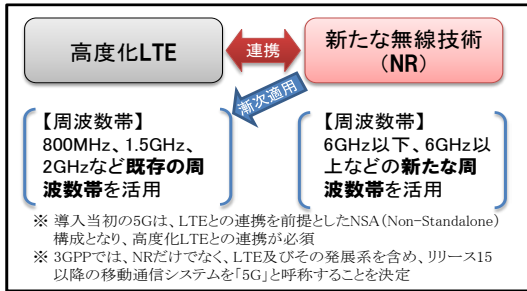 高度化LTE
連携
新たな無線技術
（NR）
漸次適用
【周波数帯】
800MHz、1.5GHz、
2GHzなど既存の周
波数帯を活用
【周波数帯】
6GHz以下、6GHz以
上などの新たな周
波数帯を活用
※ 導入当初の5Gは、LTEとの連携を前提としたNSA（Non-Standalone）
構成となり、高度化LTEとの連携が必須
※ 3GPPでは、NRだけでなく、LTE及びその発展系を含め、リリース15
以降の移動通信システムを「5G」と呼称することを決定